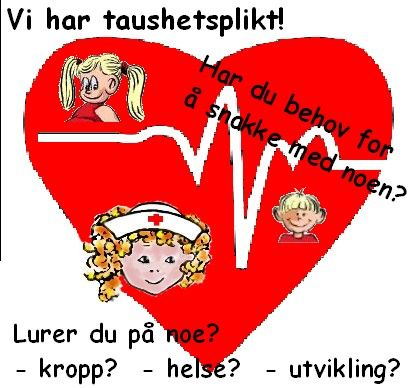 Vi har taushetsplikt!
Har du behov for
å snakke med noen?
Lurer du på noe?
- kropp? - helse? - utvikling?